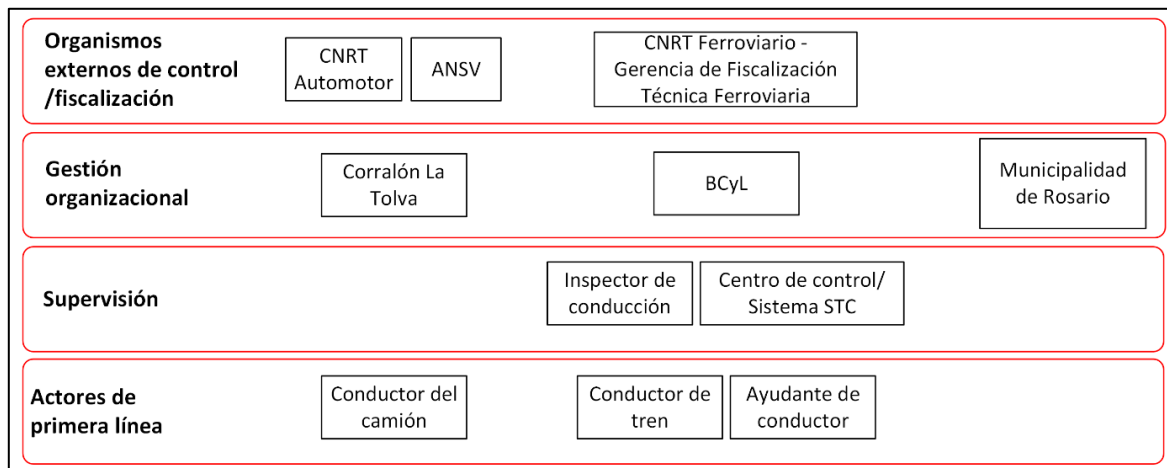 Organismos
externos de control
/fiscalización
CNRT
Automotor
ANSV
CNRT Ferroviario -
Gerencia de Fiscalización
Técnica Ferroviaria
Gestión
organizacional
Corralón La
Tolva
BCyL
Municipalidad
de Rosario
Supervisión
Inspector de
conducción
Centro de control/
Sistema STC
Actores de
primera línea
Conductor del
camión
Conductor de
tren
Ayudante de
conductor